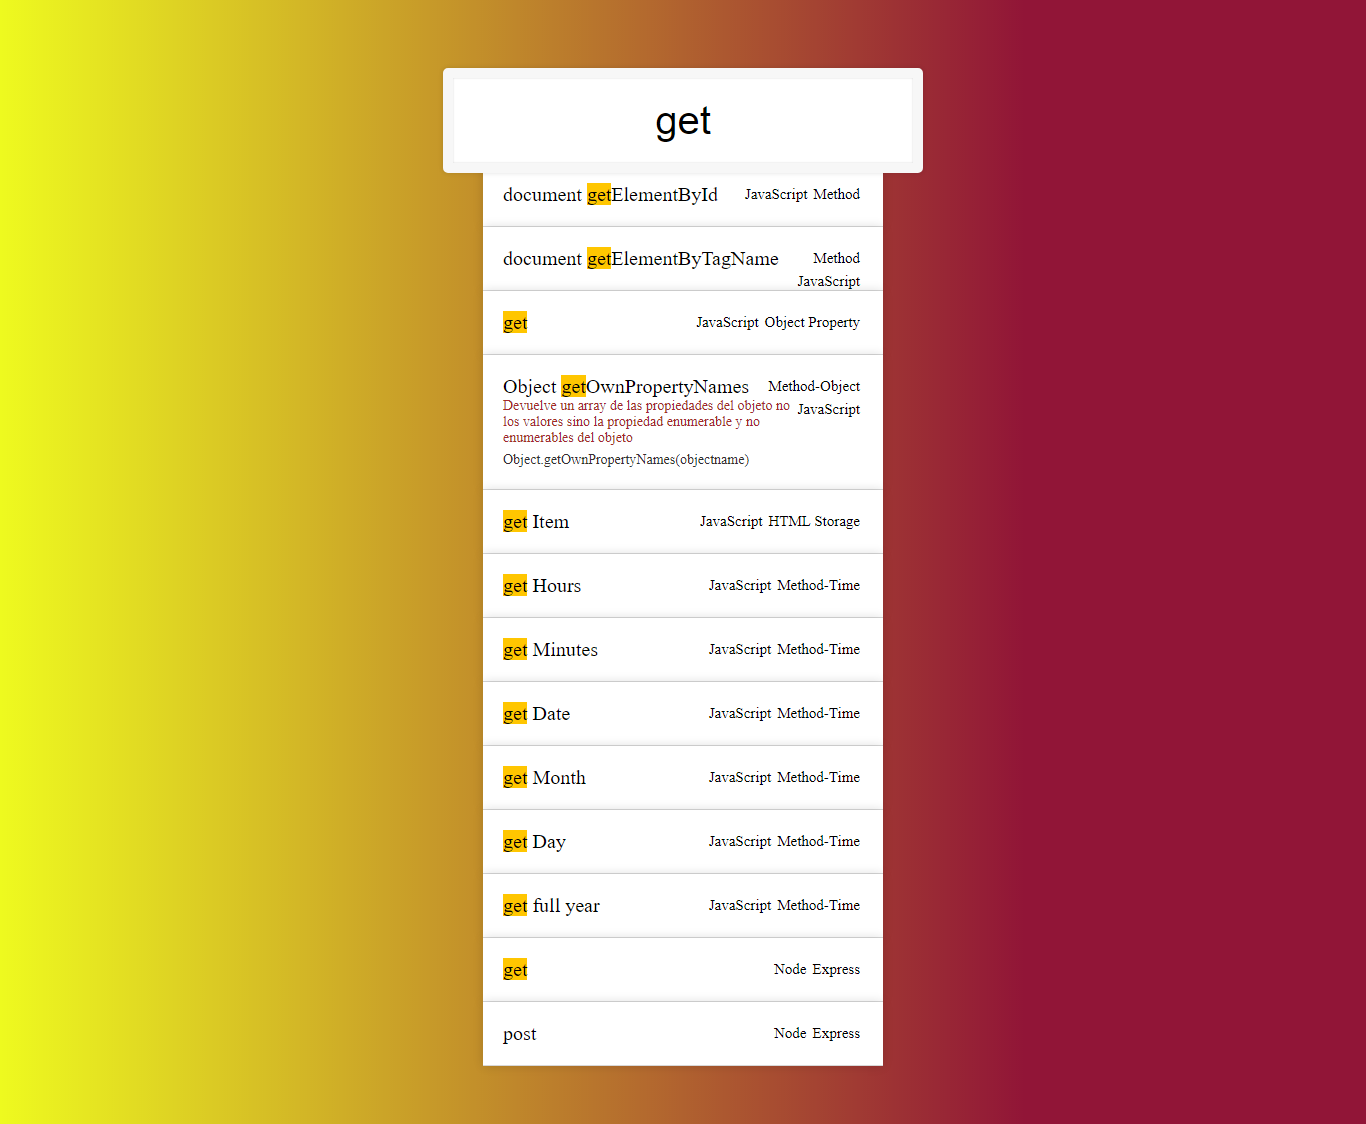 get
document getElementById JavaScript Method
document getElementByTagName Method
JavaScript
get JavaScript Object Property
Object getOwnPropertyNames Method-Object
JavaScript
Devuelve un array de las propiedades del objeto no
los valores sino la propiedad enumerable y no
enumerables del objeto
Object.getOwnPropertyNames(objectname)
get Item JavaScript HTML Storage
get Hours JavaScript Method-Time
get Minutes JavaScript Method-Time
get Date JavaScript Method-Time
get Month JavaScript Method-Time
get Day JavaScript Method-Time
get full year JavaScript Method-Time
get Node Express
post Node Express